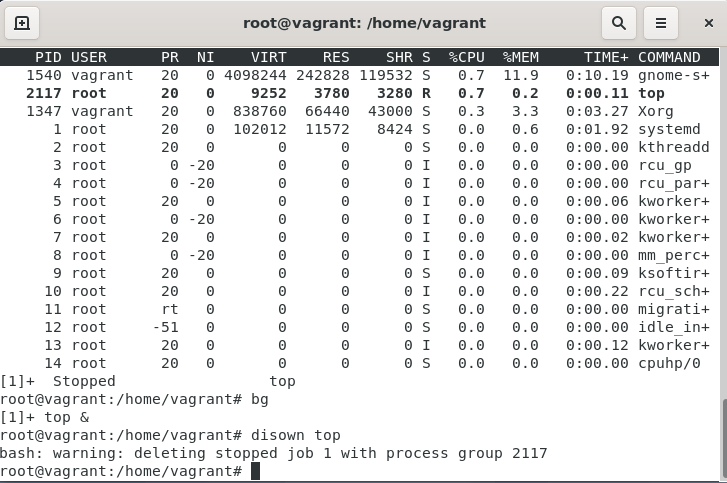 root@vagrant: /home/vagrant
PID USER PR NI VIRT RES SHR S %CPU %MEM TIME+ COMMAND
1540 vagrant 20 0 4098244 242828 119532 S 0.7 11.9 0:10.19 gnome-s+
2117 root 20 0 9252 3780 3280 R 0.7 0.2 0:00.11 top
1347 vagrant 20 0 838760 66440 43000 S 0.3 3.3 0:03.27 Xorg
1 root 20 0 102012 11572 8424 S 0.0 0.6 0:01.92 systemd
2 root 20 0 0 0 0 S 0.0 0.0 0:00.00 kthreadd
3 root 0 -20 0 0 0 I 0.0 0.0 0:00.00 rcu_gp
4 root 0 -20 0 0 0 I 0.0 0.0 0:00.00 rcu_par+
5 root 20 0 0 0 0 I 0.0 0.0 0:00.06 kworker+
6 root 0 -20 0 0 0 I 0.0 0.0 0:00.00 kworker+
7 root 20 0 0 0 0 I 0.0 0.0 0:00.02 kworker+
8 root 0 -20 0 0 0 I 0.0 0.0 0:00.00 mm_perc+
9 root 20 0 0 0 0 S 0.0 0.0 0:00.09 ksoftir+
10 root 20 0 0 0 0 I 0.0 0.0 0:00.22 rcu_sch+
11 root rt 0 0 0 0 S 0.0 0.0 0:00.00 migrati+
12 root -51 0 0 0 0 S 0.0 0.0 0:00.00 idle_in+
13 root 20 0 0 0 0 I 0.0 0.0 0:00.12 kworker+
14 root 20 0 0 0 0 S 0.0 0.0 0:00.00 cpuhp/0
[1]+  Stopped                 top
root@vagrant:/home/vagrant# bg
[1]+ top &
root@vagrant:/home/vagrant# disown top
bash: warning: deleting stopped job 1 with process group 2117
root@vagrant:/home/vagrant#